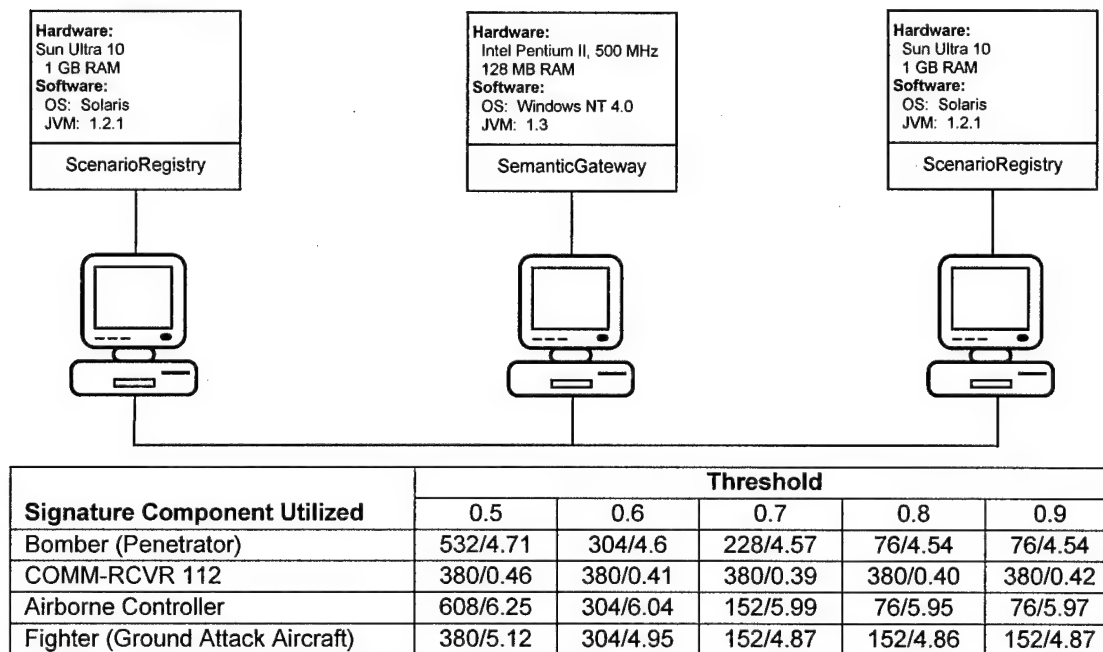 Hardware:
Sun Ultra 10
1 GB RAM
Software:
OS: Solaris
JVM: 1.2.1
ScenarioRegistry
Hardware:
Intel Pentium II, 500 MHz
128 MB RAM
Software:
OS: Windows NT 4.0
JVM: 1.3
SemanticGateway
Hardware:
Sun Ultra 10
1 GB RAM
Software:
OS: Solaris
JVM: 1.2.1
ScenarioRegistry
Threshold
Signature Component Utilized 0.5 0.6 0.7 0.8 0.9
Bomber (Penetrator) 532/4.71 304/4.6 228/4.57 76/4.54 76/4.54
COMM-RCVR 112 380/0.46 380/0.41 380/0.39 380/0.40 380/0.42
Airborne Controller 608/6.25 304/6.04 152/5.99 76/5.95 76/5.97
Fighter (Ground Attack Aircraft) 380/5.12 304/4.95 152/4.87 152/4.86 152/4.87